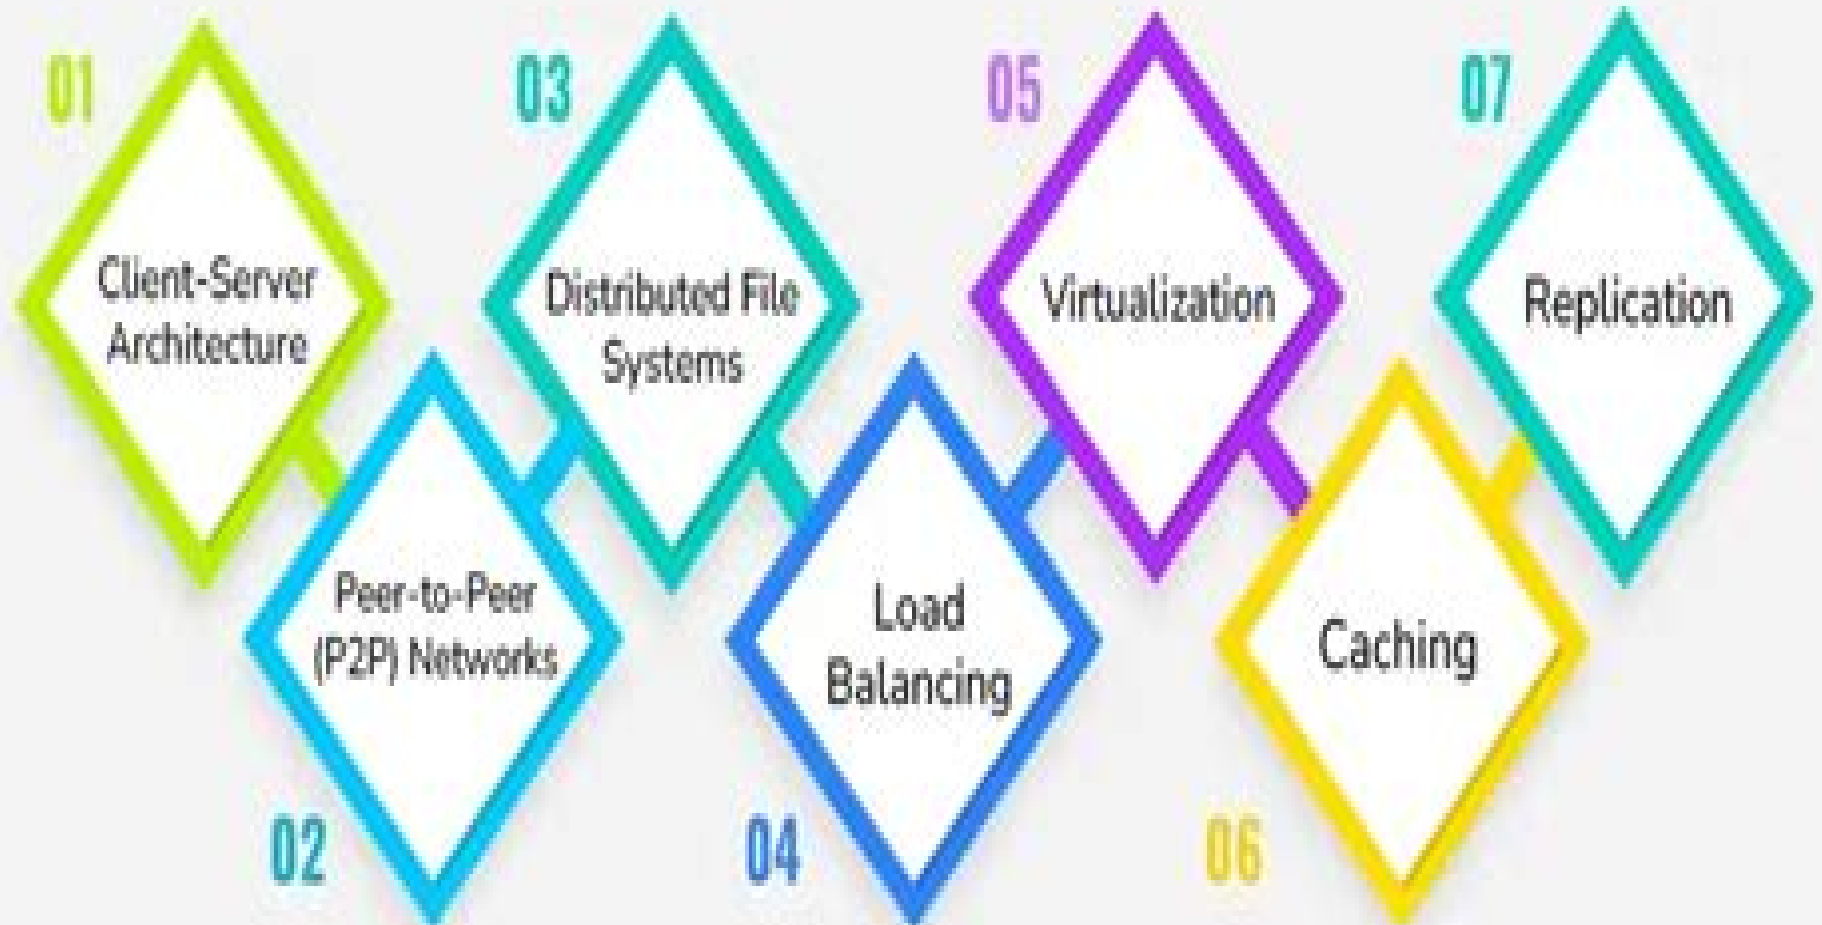 01
Client-Server
Architecture
02
Peer-to-Peer
(P2P) Networks
03
Distributed File
Systems
04
Load
Balancing
05
Virtualization
06
Caching
07
Replication